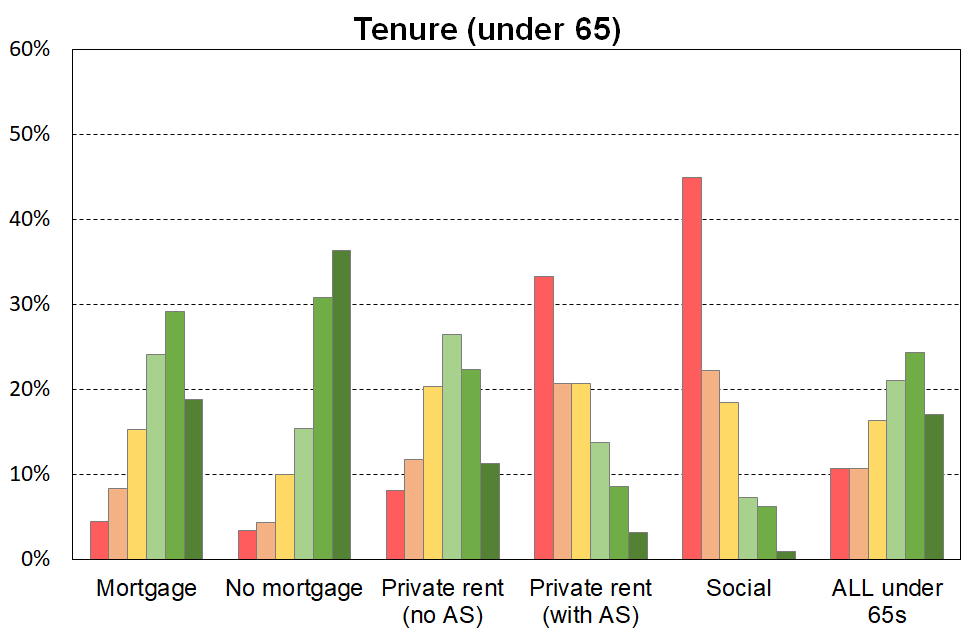 Tenure (under 65)
60%
50%
40%
30%
20%
10%
0%
Mortgage
No mortgage
Private rent
(no AS)
Private rent
(with AS)
Social
ALL under
65s